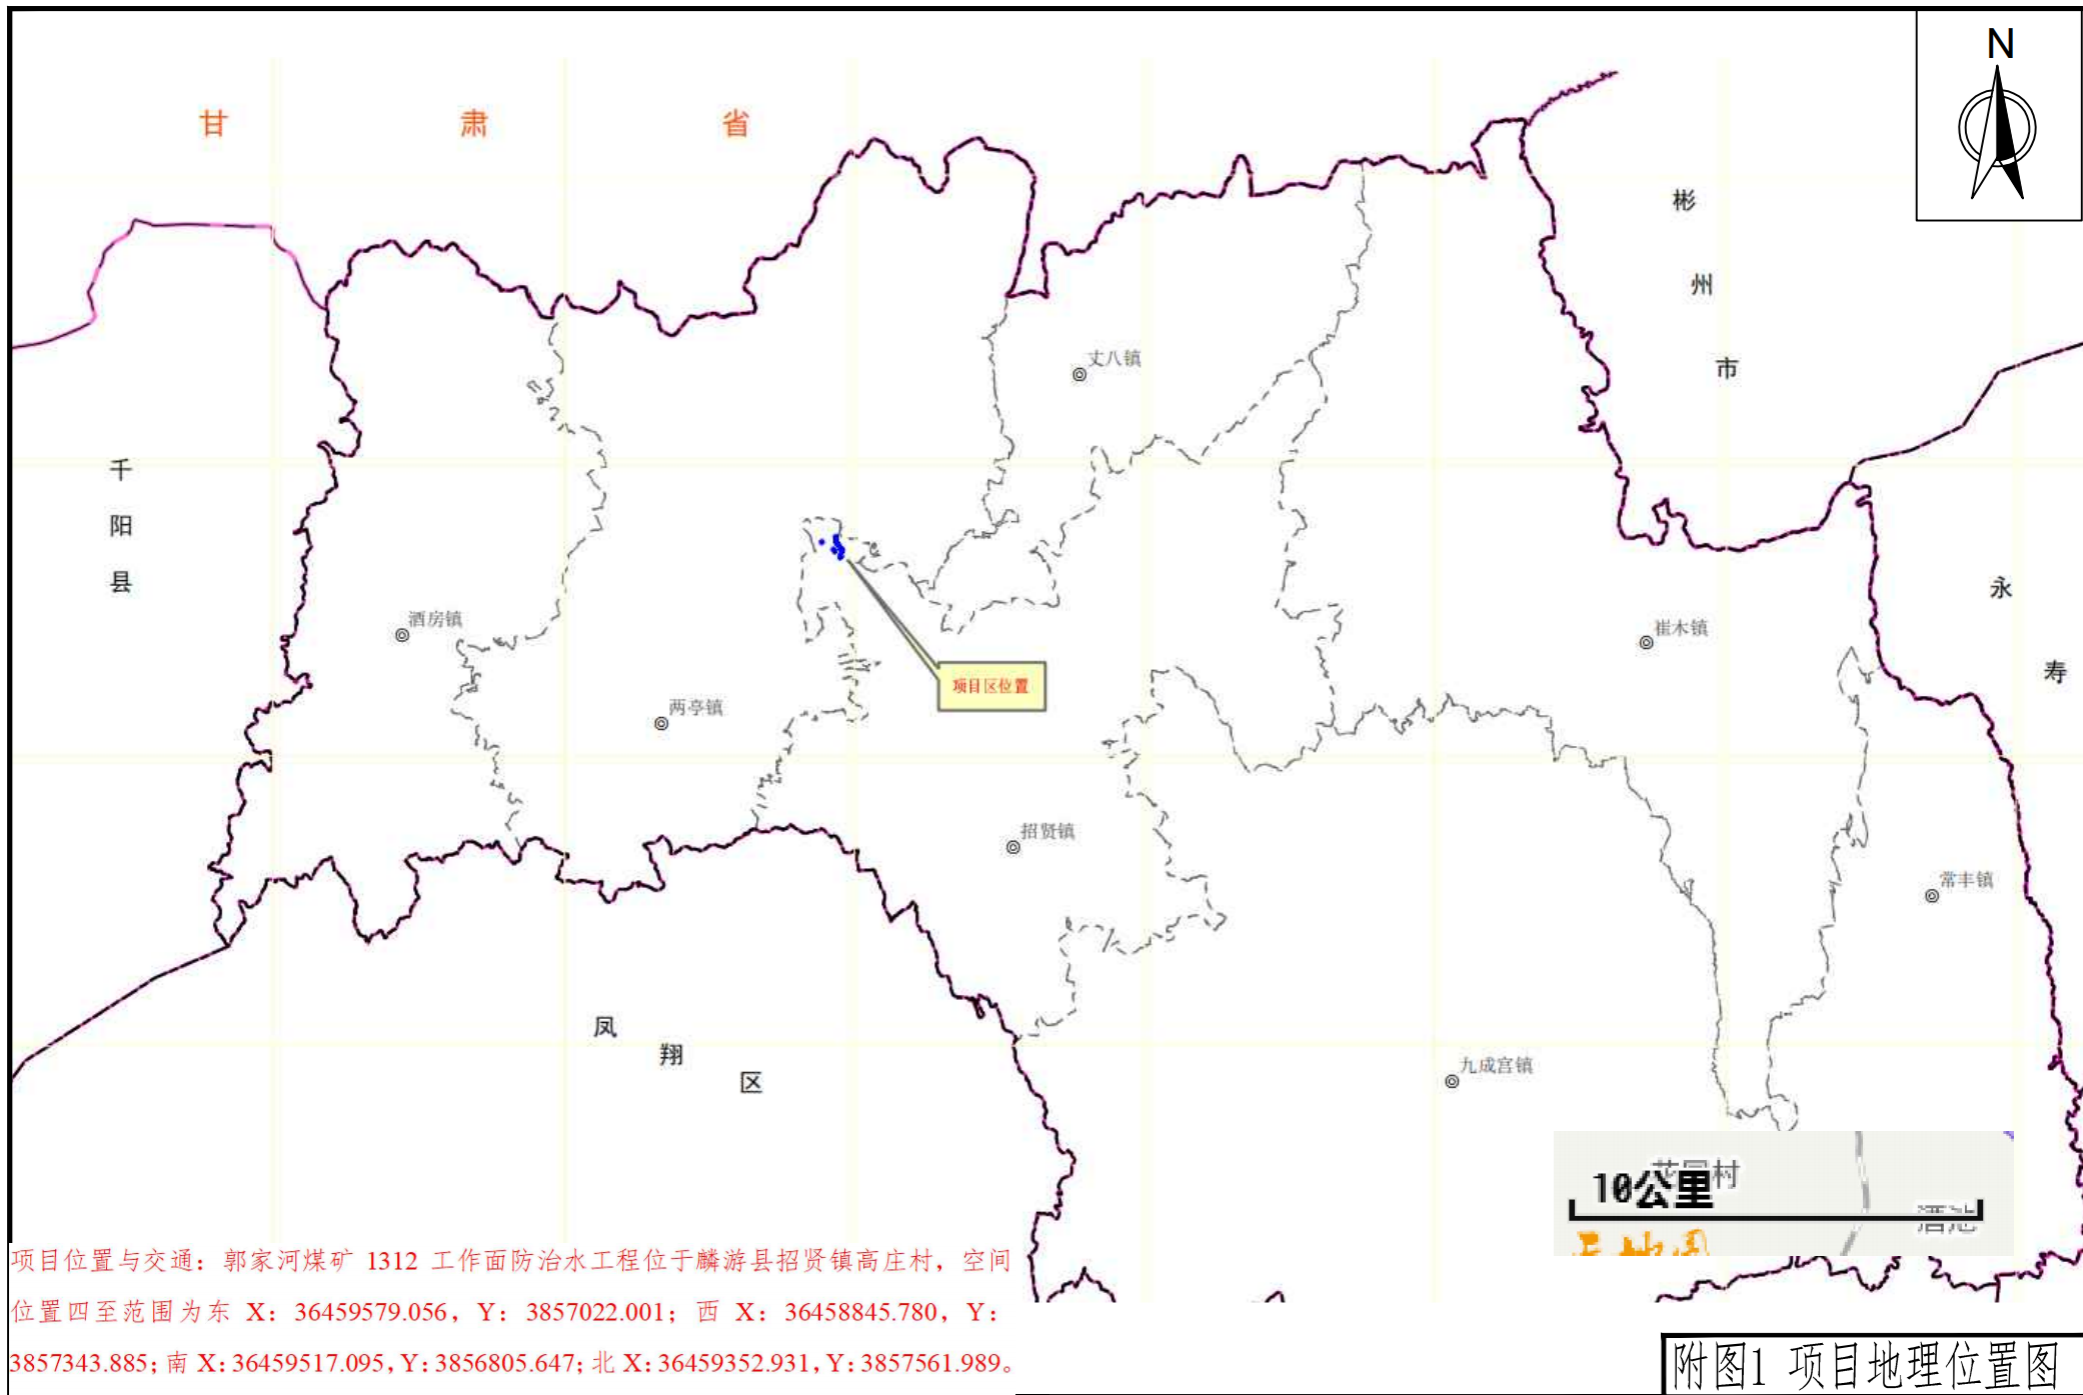 N
甘 肃 省
彬
州
市
丈八镇
千
阳
县
永
寿
酒房镇
崔木镇
项目区位置
两亭镇
招贤镇
常丰镇
凤
翔
区
九成宫镇
10公里
项目位置与交通：郭家河煤矿 1312 工作面防治水工程位于麟游县招贤镇高庄村，空间
位置四至范围为东 X：36459579.056，Y：3857022.001；西 X：36458845.780，Y：
3857343.885；南 X：36459517.095，Y：3856805.647；北 X：36459352.931，Y：3857561.989。
附图1 项目地理位置图